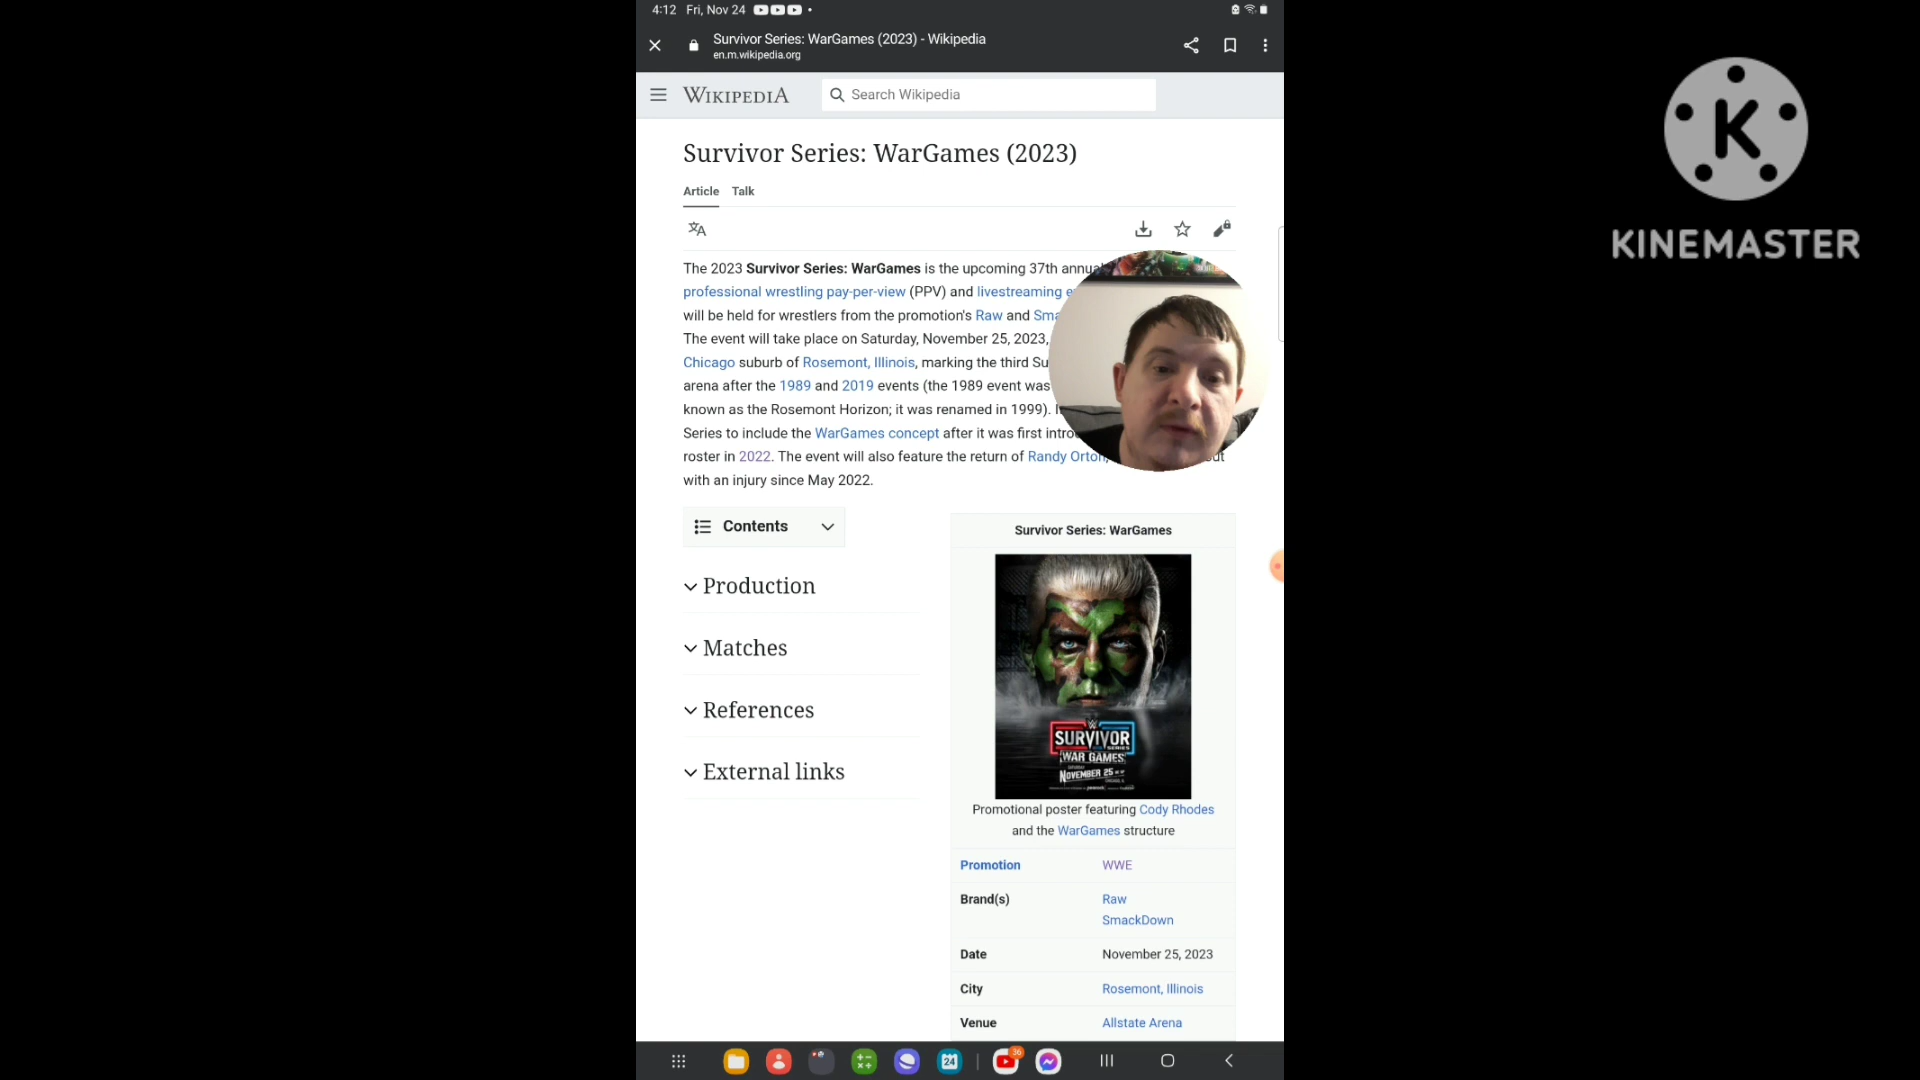 4:12 Fri, Nov 24
Survivor Series: WarGames (2023) - Wikipedia
en.m.wikipedia.org
WIKIPEDIA
Search Wikipedia
KINEMASTER
Survivor Series: WarGames (2023)
Article Talk
The 2023 Survivor Series: WarGames is the upcoming 37th annual
professional wrestling pay-per-view (PPV) and livestreaming
will be held for wrestlers from the promotion's Raw and
The event will take place on Saturday, November 25, 2023,
Chicago suburb of Rosemont, Illinois, marking the third
arena after the 1989 and 2019 events (the 1989 event was
known as the Rosemont Horizon; it was renamed in 1999).
Series to include the WarGames concept after it was first
roster in 2022. The event will also feature the return of Randy Orton,
with an injury since May 2022.
Contents
Production
Matches
References
External links
Survivor Series: WarGames
SURVIVOR
SERIES
WAR GAMES
SATURDAY
NOVEMBER 25
Promotional poster featuring Cody Rhodes
and the WarGames structure
Promotion WWE
Brand(s) Raw
SmackDown
Date November 25, 2023
City Rosemont, Illinois
Venue Allstate Arena
24
36